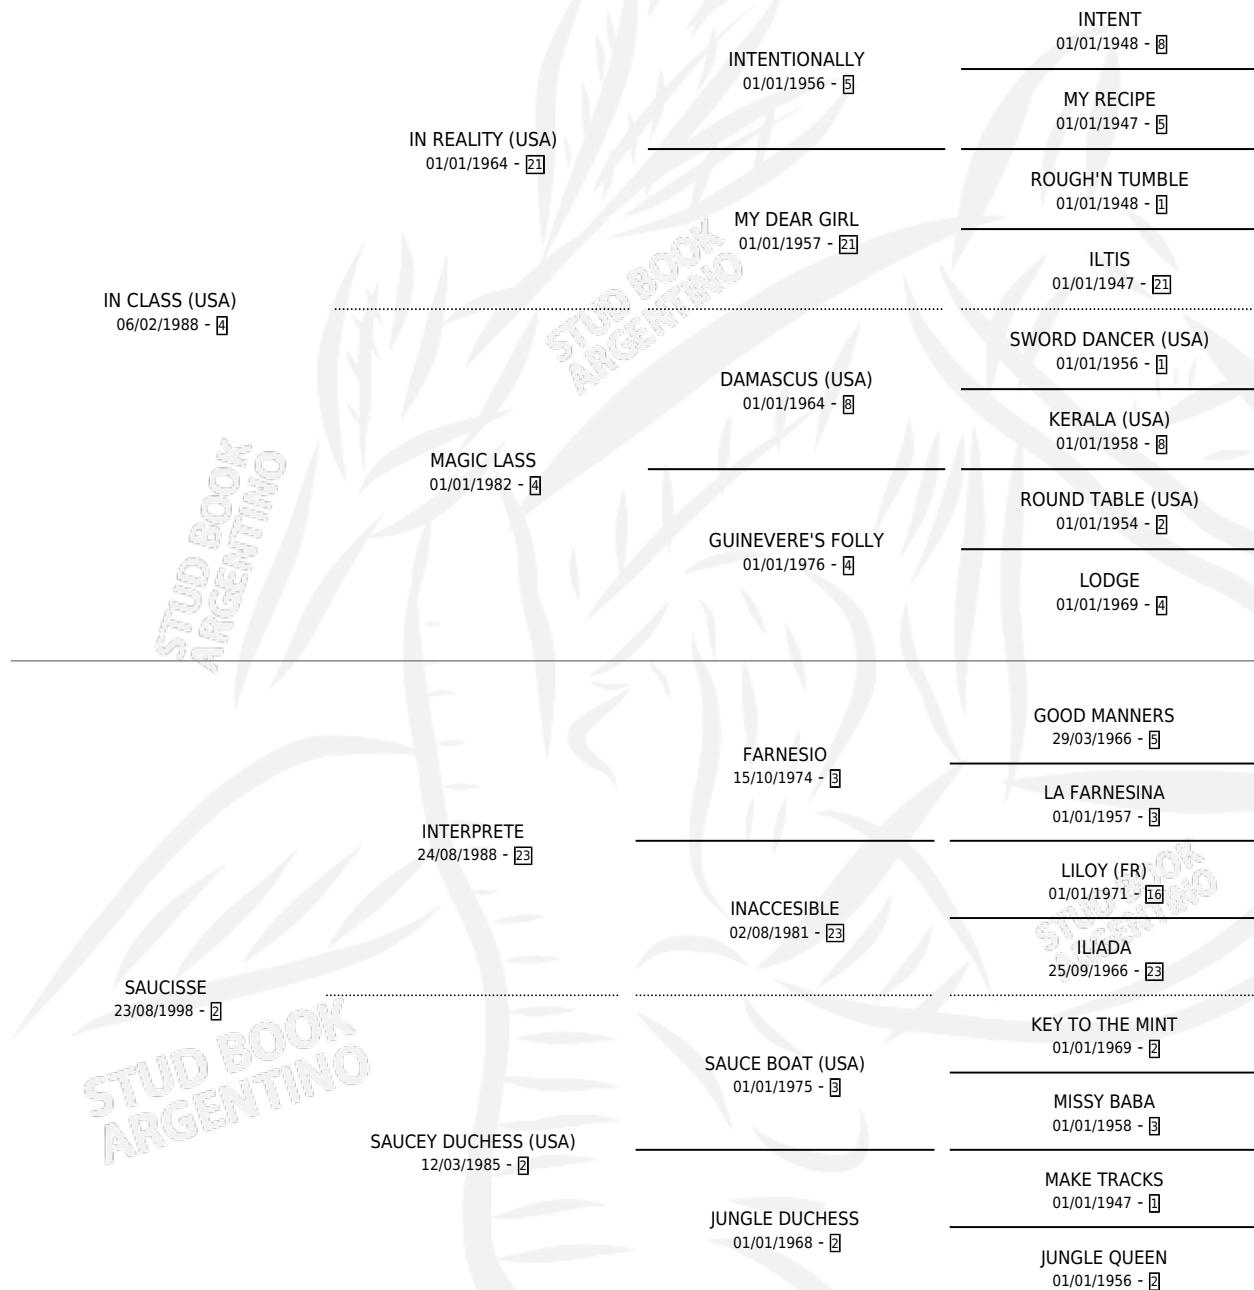 INTENT
01/01/1948 - 8
INTENTIONALLY
01/01/1956 - 5
MY RECIPE
01/01/1947 - 5
IN REALITY (USA)
01/01/1964 - 21
ROUGH'N TUMBLE
01/01/1948 - 1
MY DEAR GIRL
01/01/1957 - 21
ILTIS
01/01/1947 - 21
IN CLASS (USA)
06/02/1988 - 4
STUD BOOK
ARGENTINO
SWORD DANCER (USA)
01/01/1956 - 1
DAMASCUS (USA)
01/01/1964 - 8
KERALA (USA)
01/01/1958 - 8
MAGIC LASS
01/01/1982 - 4
ROUND TABLE (USA)
01/01/1954 - 2
GUINEVERE'S FOLLY
01/01/1976 - 4
LODGE
01/01/1969 - 4
STUD BOOK
ARGENTINO
GOOD MANNERS
29/03/1966 - 5
FARNESIO
15/10/1974 - 3
LA FARNESINA
01/01/1957 - 3
INTERPRETE
24/08/1988 - 23
LILOY (FR)
01/01/1971 - 16
INACCESIBLE
02/08/1981 - 23
STUD BOOK
ARGENTINO
ILIADA
25/09/1966 - 23
SAUCISSE
23/08/1998 - 2
STUD BOOK
ARGENTINO
KEY TO THE MINT
01/01/1969 - 2
SAUCE BOAT (USA)
01/01/1975 - 3
MISSY BABA
01/01/1958 - 3
SAUCEY DUCHESS (USA)
12/03/1985 - 2
MAKE TRACKS
01/01/1947 - 1
JUNGLE DUCHESS
01/01/1968 - 2
JUNGLE QUEEN
01/01/1956 - 2